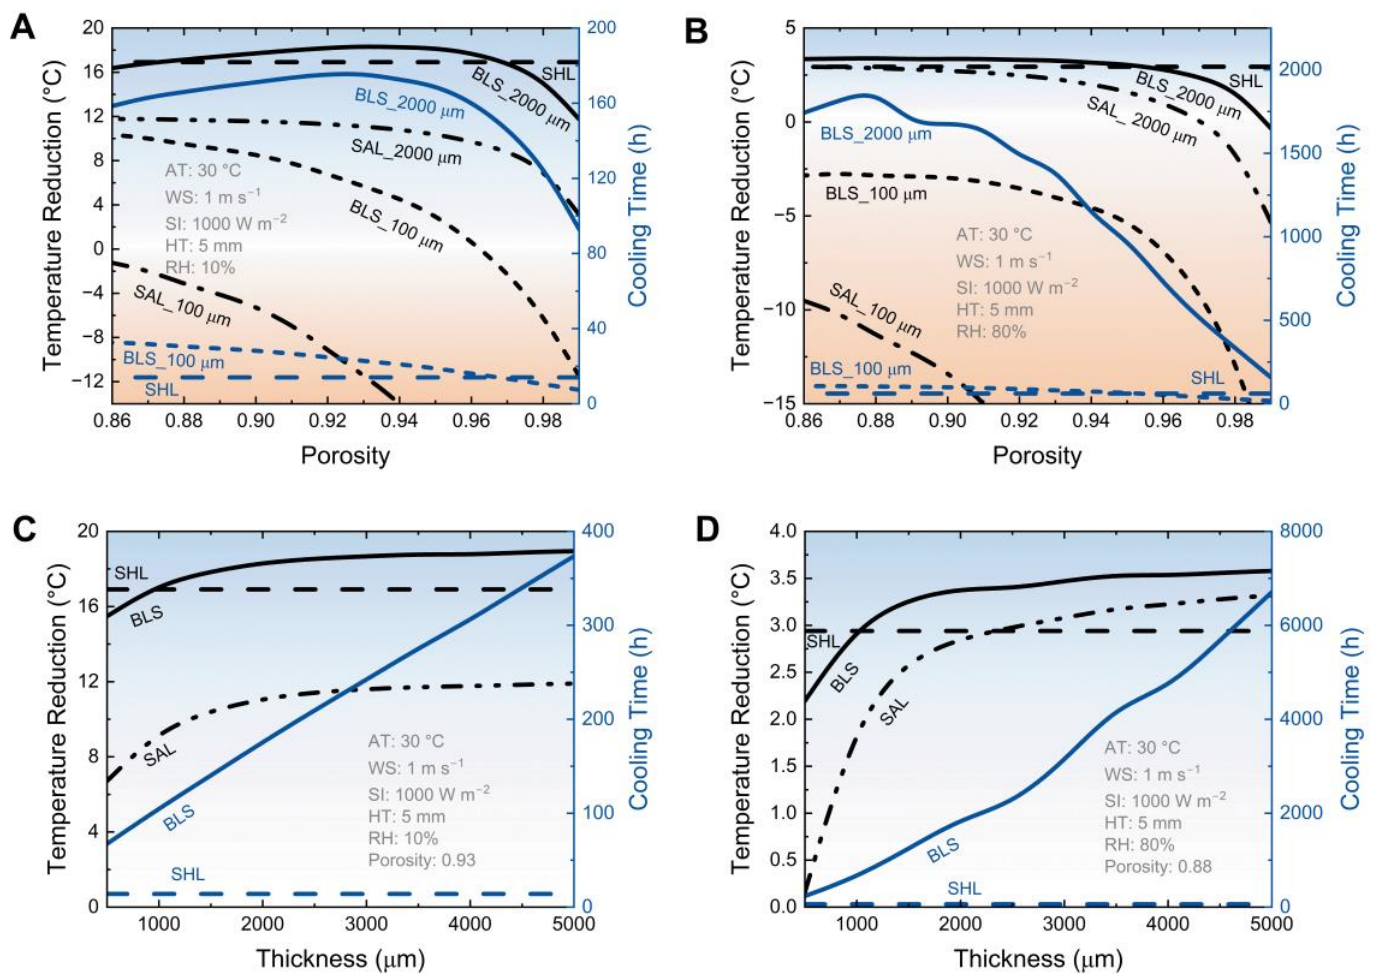 A
20
16
12
8
4
0
−4
−8
−12
Temperature Reduction (°C)
200
160
120
80
40
0
Cooling Time (h)
0.86
0.88
0.90
0.92
0.94
0.96
0.98
Porosity
SHL
BLS_2000 μm
BLS_2000 μm
SAL_2000 μm
BLS_100 μm
SAL_100 μm
BLS_100 μm
SHL
AT: 30 °C
WS: 1 m s⁻¹
SI: 1000 W m⁻²
HT: 5 mm
RH: 10%
B
5
0
−5
−10
−15
Temperature Reduction (°C)
2000
1500
1000
500
0
Cooling Time (h)
0.86
0.88
0.90
0.92
0.94
0.96
0.98
Porosity
SHL
BLS_2000 μm
SAL_ 2000 μm
BLS_2000 μm
BLS_100 μm
SAL_100 μm
BLS_100 μm
SHL
AT: 30 °C
WS: 1 m s⁻¹
SI: 1000 W m⁻²
HT: 5 mm
RH: 80%
C
20
16
12
8
4
0
Temperature Reduction (°C)
400
300
200
100
0
Cooling Time (h)
1000
2000
3000
4000
5000
Thickness (μm)
SHL
BLS
SAL
BLS
SHL
AT: 30 °C
WS: 1 m s⁻¹
SI: 1000 W m⁻²
HT: 5 mm
RH: 10%
Porosity: 0.93
D
4.0
3.5
3.0
2.5
2.0
1.5
1.0
0.5
0.0
Temperature Reduction (°C)
8000
6000
4000
2000
0
Cooling Time (h)
1000
2000
3000
4000
5000
Thickness (μm)
SHL
BLS
SAL
BLS
SHL
AT: 30 °C
WS: 1 m s⁻¹
SI: 1000 W m⁻²
HT: 5 mm
RH: 80%
Porosity: 0.88